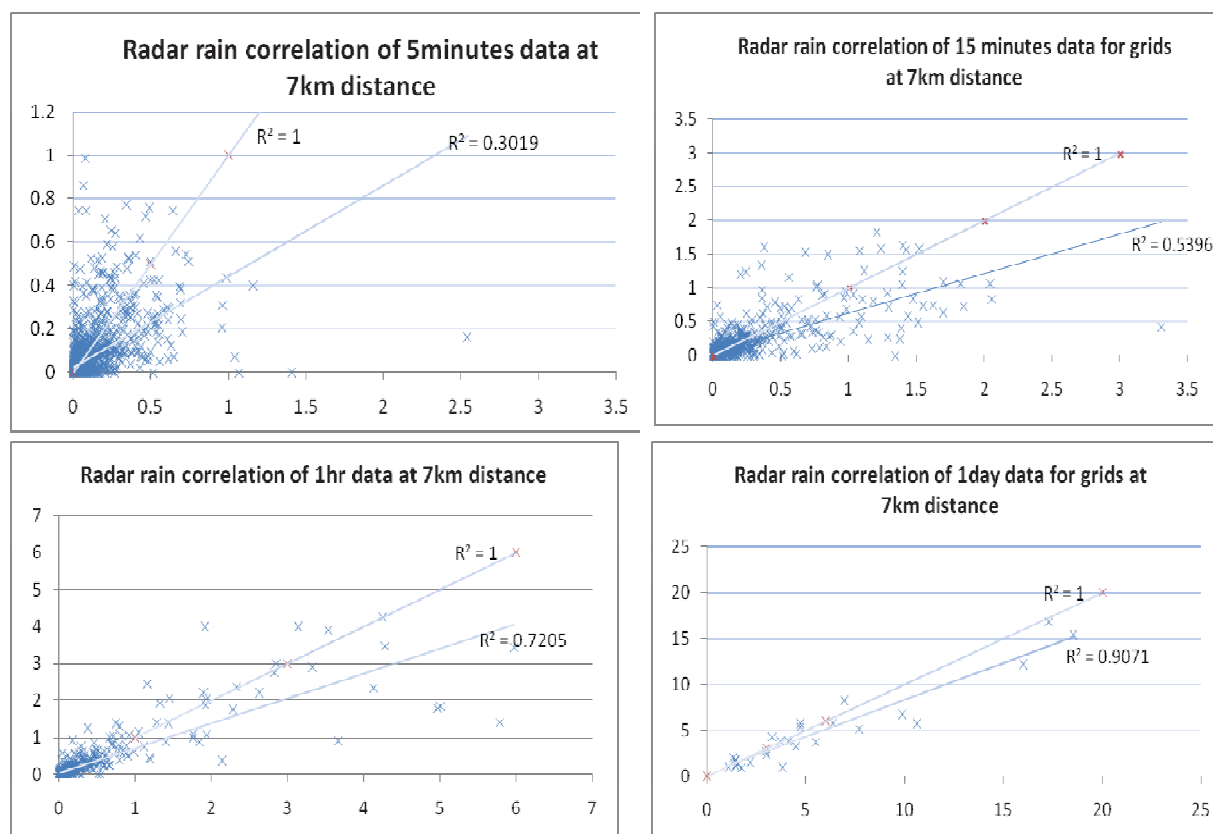 Radar rain correlation of 5minutes data at
7km distance
1.2
1
0.8
0.6
0.4
0.2
0
R² = 1
R² = 0.3019
0 0.5 1 1.5 2 2.5 3 3.5
Radar rain correlation of 15 minutes data for grids
at 7km distance
3.5
3
2.5
2
1.5
1
0.5
0
R² = 1
R² = 0.5396
0 0.5 1 1.5 2 2.5 3 3.5
Radar rain correlation of 1hr data at 7km distance
7
6
5
4
3
2
1
0
R² = 1
R² = 0.7205
0 1 2 3 4 5 6 7
Radar rain correlation of 1day data for grids at
7km distance
25
20
15
10
5
0
R² = 1
R² = 0.9071
0 5 10 15 20 25